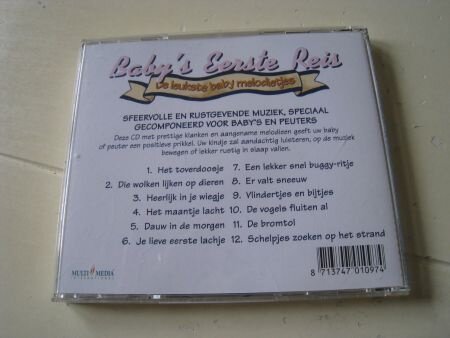 Baby's Eerste Reis
De leukste baby melodietjes
SFEERVOLLE EN RUSTGEVENDE MUZIEK, SPECIAAL
GECOMPONEERD VOOR BABY'S EN PEUTERS
Deze CD met prettige klanken en aangename melodieen geeft uw baby
of peuter een positieve prikkel. Uw kindje zal aandachtig luisteren, op de muziek
bewegen of lekker rustig in slaap vallen.
1. Het toverdoosje
2. Die wolken lijken op dieren
3. Heerlijk in je wiegje
4. Het maantje lacht
5. Dauw in de morgen
6. Je lieve eerste lachje
7. Een lekker snel buggy-ritje
8. Er valt sneeuw
9. Vlindertjes en bijtjes
10. De vogels fluiten al
11. De bromtol
12. Schelpjes zoeken op het strand
MULTI MEDIA
INTERNATIONAL
8 713747 010974